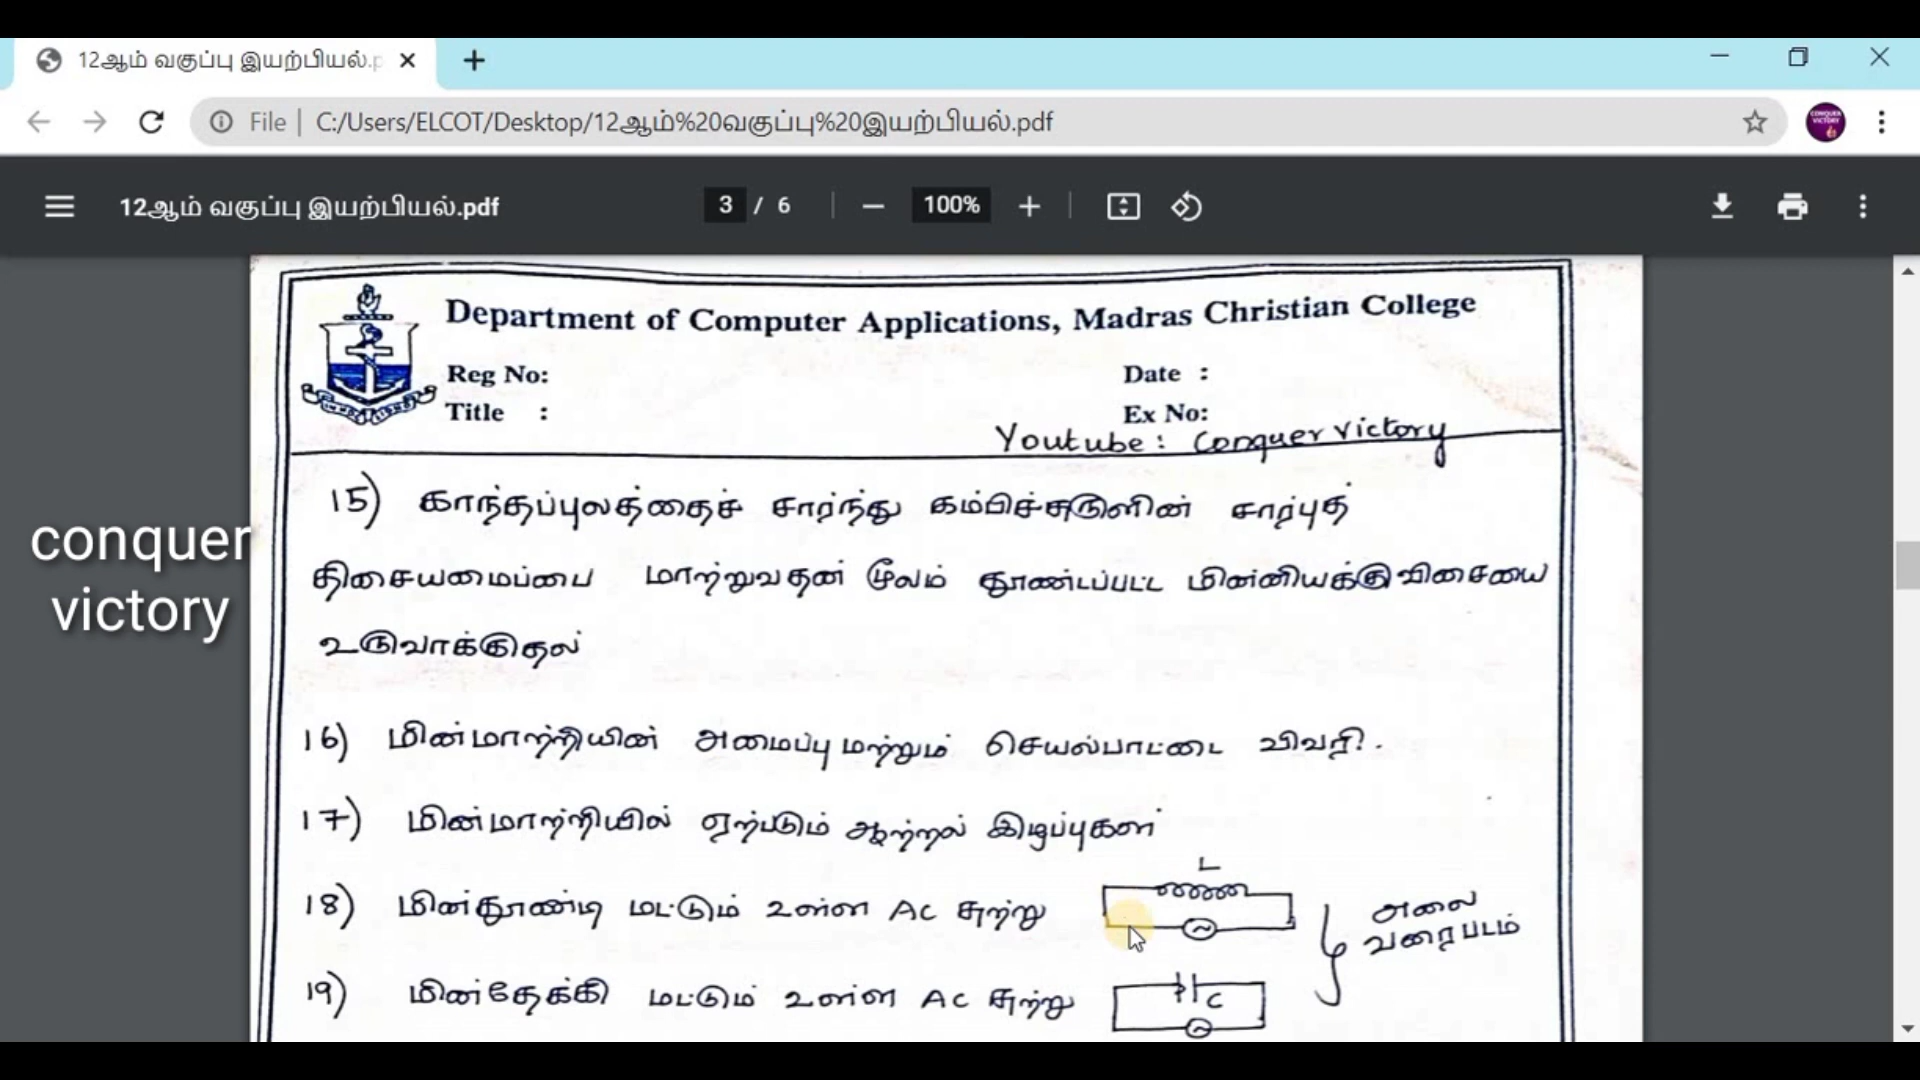 12ஆம் வகுப்பு இயற்பியல்.p
File | C:/Users/ELCOT/Desktop/12ஆம்%20வகுப்பு%20இயற்பியல்.pdf
12ஆம் வகுப்பு இயற்பியல்.pdf
3 / 6
100%
Department of Computer Applications, Madras Christian College
Reg No:
Date :
Title :
Ex No:
Youtube : Conquer Victory
conquer
victory
15) காந்தப்புலத்தைச் சார்ந்து கம்பிச்சுருளின் சார்புத்
திசையமைப்பை மாற்றுவதன் மூலம் தூண்டப்பட்ட மின்னியக்கு விசையை
உருவாக்குதல்
16) மின்மாற்றியின் அமைப்பு மற்றும் செயல்பாட்டை விவரி?.
17) மின்மாற்றியில் ஏற்படும் ஆற்றல் இழப்புகள்
18) மின்தூண்டி மட்டும் உள்ள AC சுற்று
L
அலை
வரைபடம்
19) மின்தேக்கி மட்டும் உள்ள AC சுற்று
C